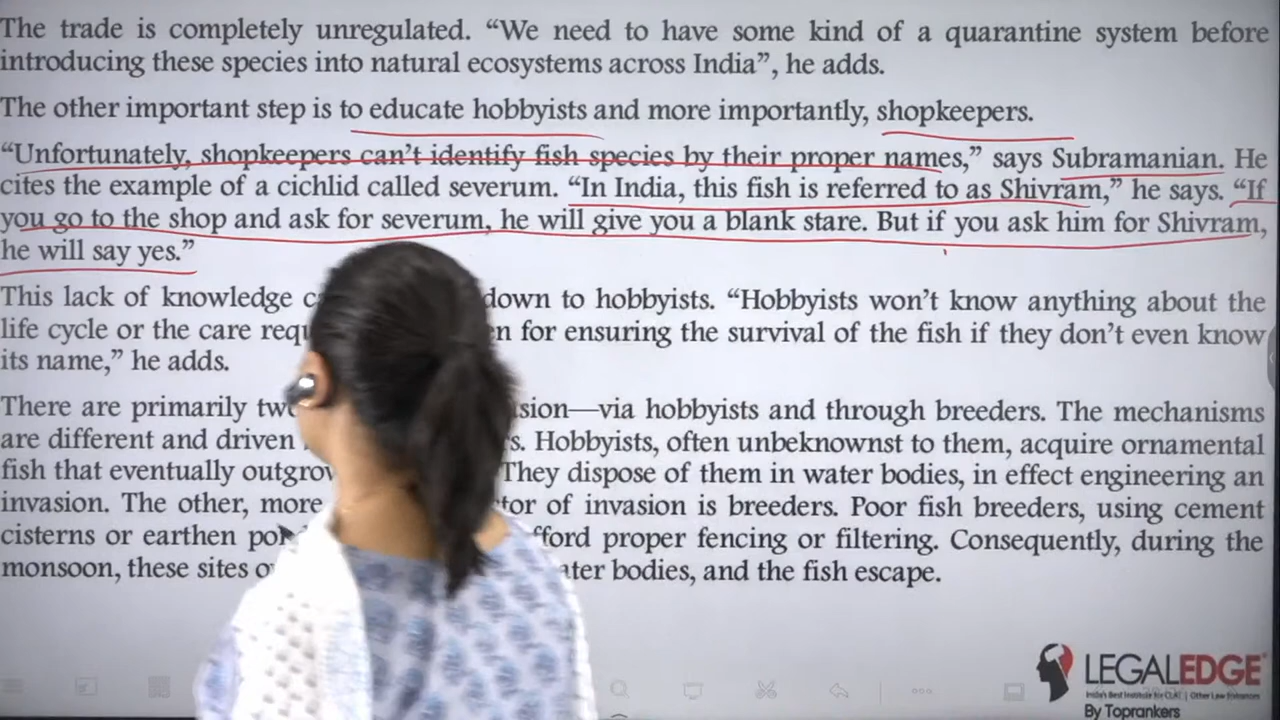 The trade is completely unregulated. “We need to have some kind of a quarantine system before
introducing these species into natural ecosystems across India”, he adds.
The other important step is to educate hobbyists and more importantly, shopkeepers.
“Unfortunately, shopkeepers can’t identify fish species by their proper names,” says Subramanian. He
cites the example of a cichlid called severum. “In India, this fish is referred to as Shivram,” he says. “If
you go to the shop and ask for severum, he will give you a blank stare. But if you ask him for Shivram,
he will say yes.”
This lack of knowledge down to hobbyists. “Hobbyists won’t know anything about the
life cycle or the care for ensuring the survival of the fish if they don’t even know
its name,” he adds.
There are primarily via hobbyists and through breeders. The mechanisms
are different and driven Hobbyists, often unbeknownst to them, acquire ornamental
fish that eventually They dispose of them in water bodies, in effect engineering an
invasion. The other, more of invasion is breeders. Poor fish breeders, using cement
cisterns or earthen proper fencing or filtering. Consequently, during the
monsoon, these sites bodies, and the fish escape.
LEGALEDGE
India's Best Institute for CLAT | Other Law Entrances
By Toprankers